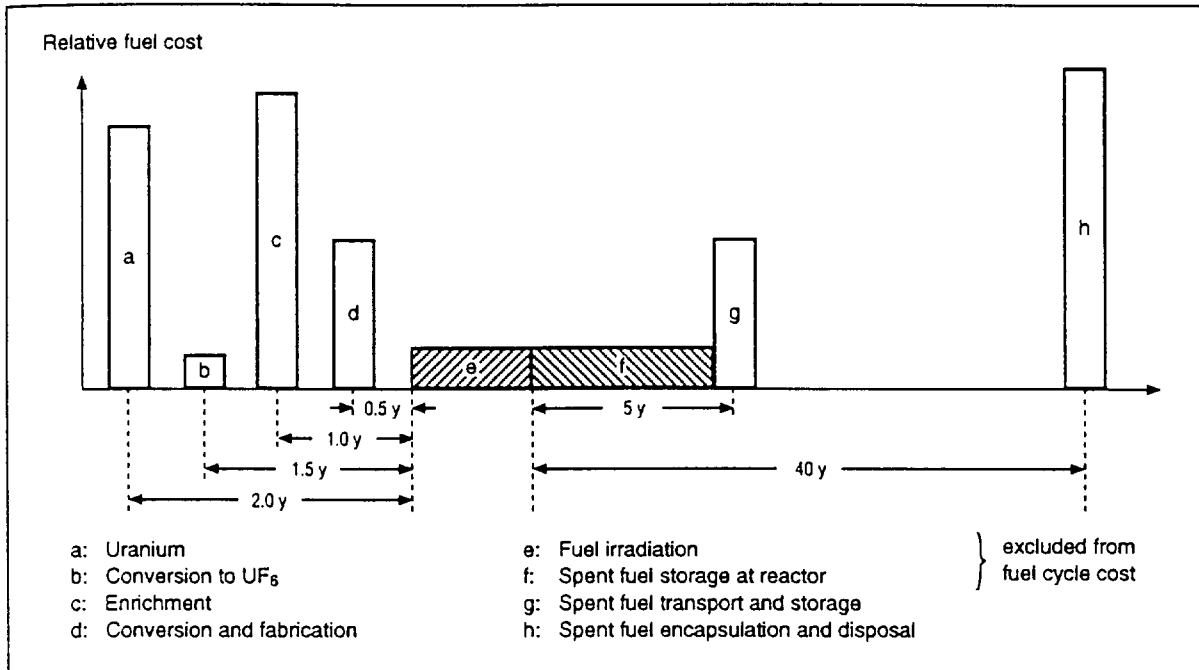 Relative fuel cost
a
b
c
d
e
f
g
h
0.5 y
5 y
1.0 y
1.5 y
40 y
2.0 y
a: Uranium
b: Conversion to UF₆
c: Enrichment
d: Conversion and fabrication
e: Fuel irradiation
f: Spent fuel storage at reactor
g: Spent fuel transport and storage
h: Spent fuel encapsulation and disposal
excluded from
fuel cycle cost